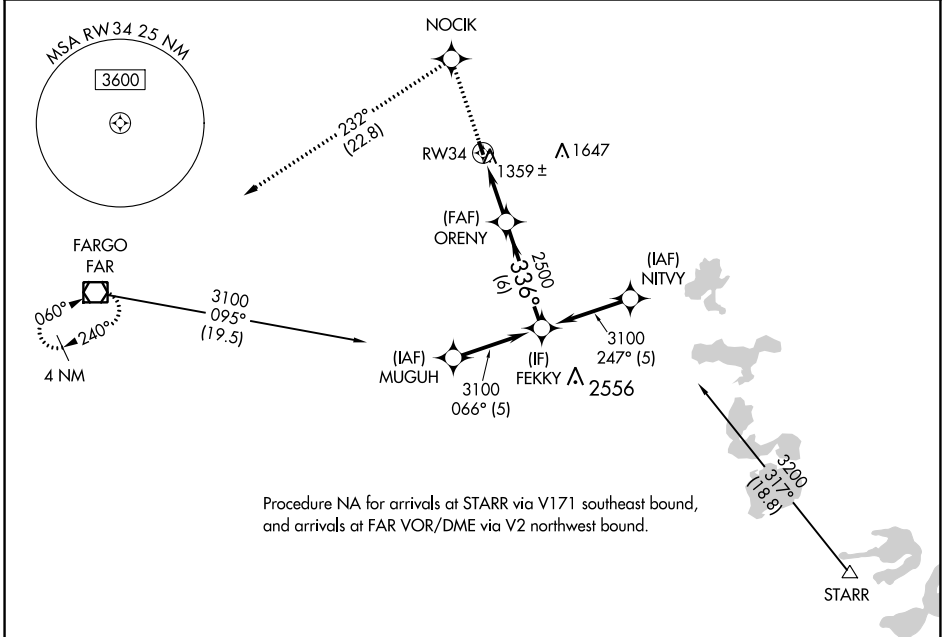 MSA RW34 25 NM
3600
NOCIK
232°
(22.8)
RW34
1359 ±
1647
(FAF)
ORENY
2500
336°
(6)
(IAF)
NITVY
3100
247° (5)
FARGO
FAR
060°
240°
4 NM
3100
095°
(19.5)
(IAF)
MUGUH
3100
066° (5)
(IF)
FEKKY
2556
3200
317°
(18.8)
STARR
Procedure NA for arrivals at STARR via V171 southeast bound,
and arrivals at FAR VOR/DME via V2 northwest bound.